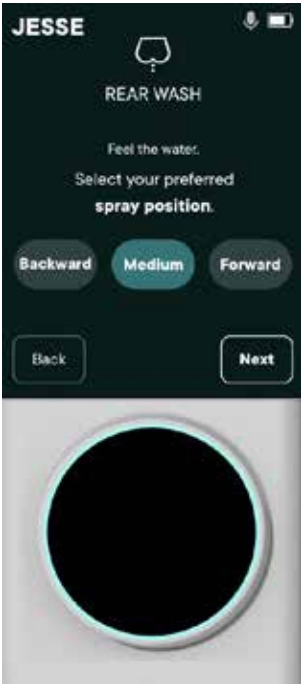 JESSE
REAR WASH
Feel the water.
Select your preferred
spray position.
Backward Medium Forward
Back Next